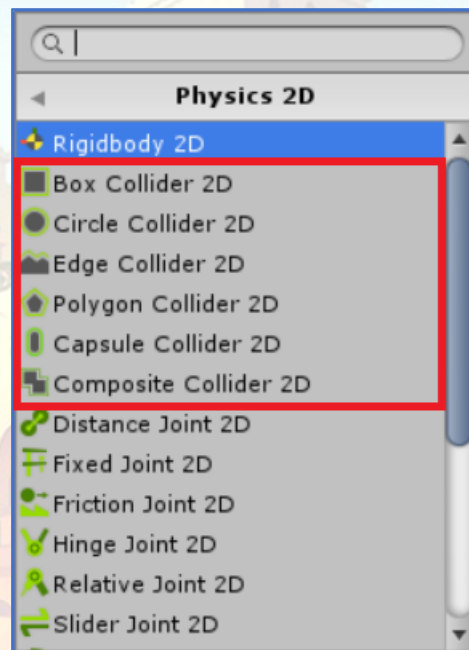 Physics 2D
Rigidbody 2D
Box Collider 2D
Circle Collider 2D
Edge Collider 2D
Polygon Collider 2D
Capsule Collider 2D
Composite Collider 2D
Distance Joint 2D
Fixed Joint 2D
Friction Joint 2D
Hinge Joint 2D
Relative Joint 2D
Slider Joint 2D